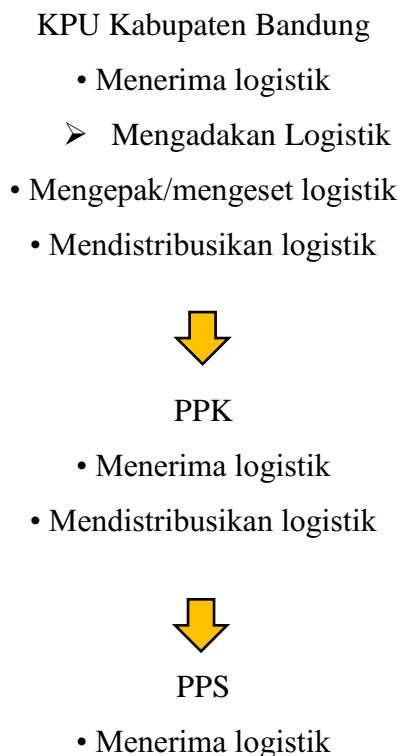 KPU Kabupaten Bandung
• Menerima logistik
➢ Mengadakan Logistik
• Mengepak/mengeset logistik
• Mendistribusikan logistik
PPK
• Menerima logistik
• Mendistribusikan logistik
PPS
• Menerima logistik